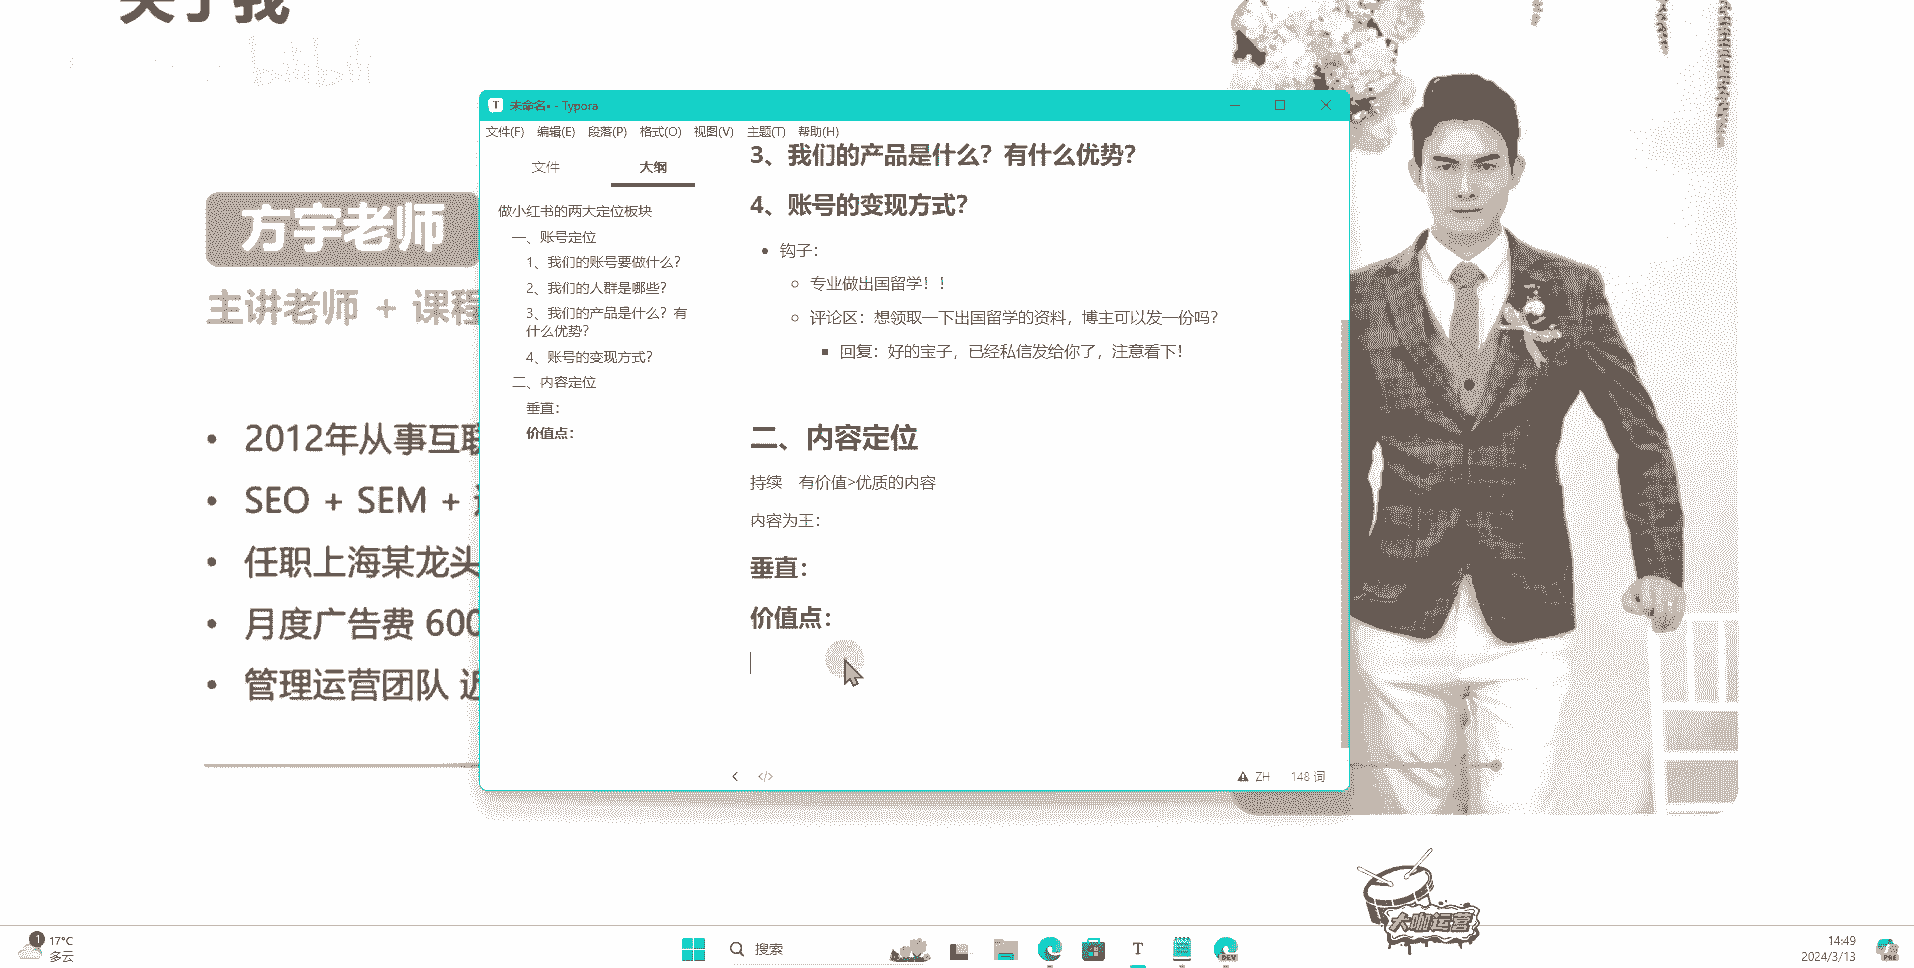 关于我
bilibili
方宇老师
主讲老师 + 课程
2012年从事互联
SEO + SEM +
任职上海某龙头
月度广告费 600
管理运营团队 近
未命名• - Typora
文件(F) 编辑(E) 段落(P) 格式(O) 视图(V) 主题(T) 帮助(H)
文件 大纲
做小红书的两大定位板块
一、账号定位
1、我们的账号要做什么？
2、我们的人群是哪些？
3、我们的产品是什么？有
什么优势？
4、账号的变现方式？
二、内容定位
垂直：
价值点：
3、我们的产品是什么？有什么优势？
4、账号的变现方式？
钩子：
专业做出国留学！！
评论区：想领取一下出国留学的资料，博主可以发一份吗？
回复：好的宝子，已经私信发给你了，注意看下！
二、内容定位
持续 有价值>优质的内容
内容为王：
垂直：
价值点：
</> ZH 148 词
大咖运营
1 17°C
多云
搜索
T
DEV
14:49
2024/3/13
PRE